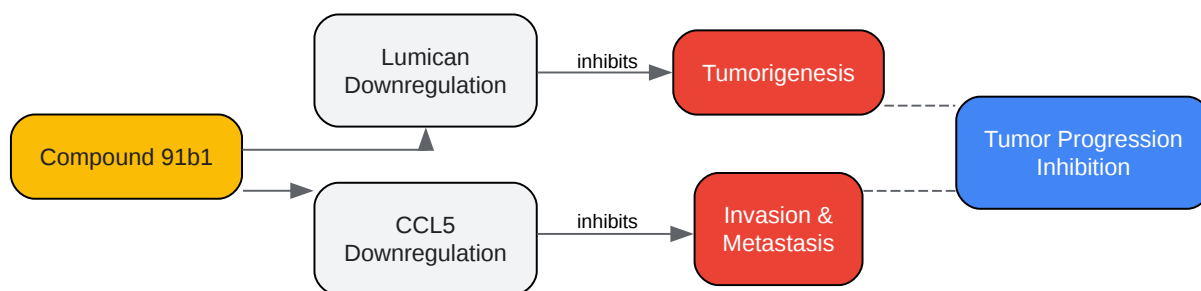 Lumican
Downregulation
inhibits
Tumorigenesis
Compound 91b1
Tumor Progression
Inhibition
CCL5
Downregulation
inhibits
Invasion &
Metastasis